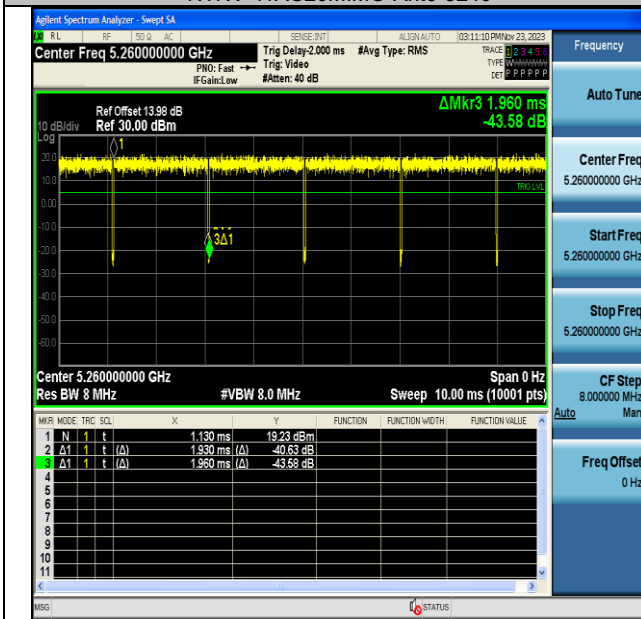 Agilent Spectrum Analyzer - Swept SA
RL RF 50 Ω AC SENSE:INT ALIGN AUTO 03:11:10 PM Nov 23, 2023
Center Freq 5.260000000 GHz
PNO: Fast
IFGain:Low
Trig Delay-2.000 ms
Trig: Video
#Atten: 40 dB
#Avg Type: RMS
TRACE 1 2 3 4 5 6
TYPE WWWWWW
DET P P P P P P
Frequency
Auto Tune
Center Freq
5.260000000 GHz
Start Freq
5.260000000 GHz
Stop Freq
5.260000000 GHz
CF Step
8.000000 MHz
Auto Man
Freq Offset
0 Hz
ΔMkr3 1.960 ms
-43.58 dB
Ref Offset 13.98 dB
10 dB/div Ref 30.00 dBm
Log
20.0
10.0
0.00
-10.0
-20.0
-30.0
-40.0
-50.0
-60.0
1
3Δ1
TRIG LVL
Center 5.260000000 GHz Span 0 Hz
Res BW 8 MHz #VBW 8.0 MHz Sweep 10.00 ms (10001 pts)
MKR MODE TRC SCL X Y FUNCTION FUNCTION WIDTH FUNCTION VALUE
1 N 1 t 1.130 ms 19.23 dBm
2 Δ1 1 t (Δ) 1.930 ms (Δ) -40.63 dB
3 Δ1 1 t (Δ) 1.960 ms (Δ) -43.58 dB
4
5
6
7
8
9
10
11
MSG STATUS